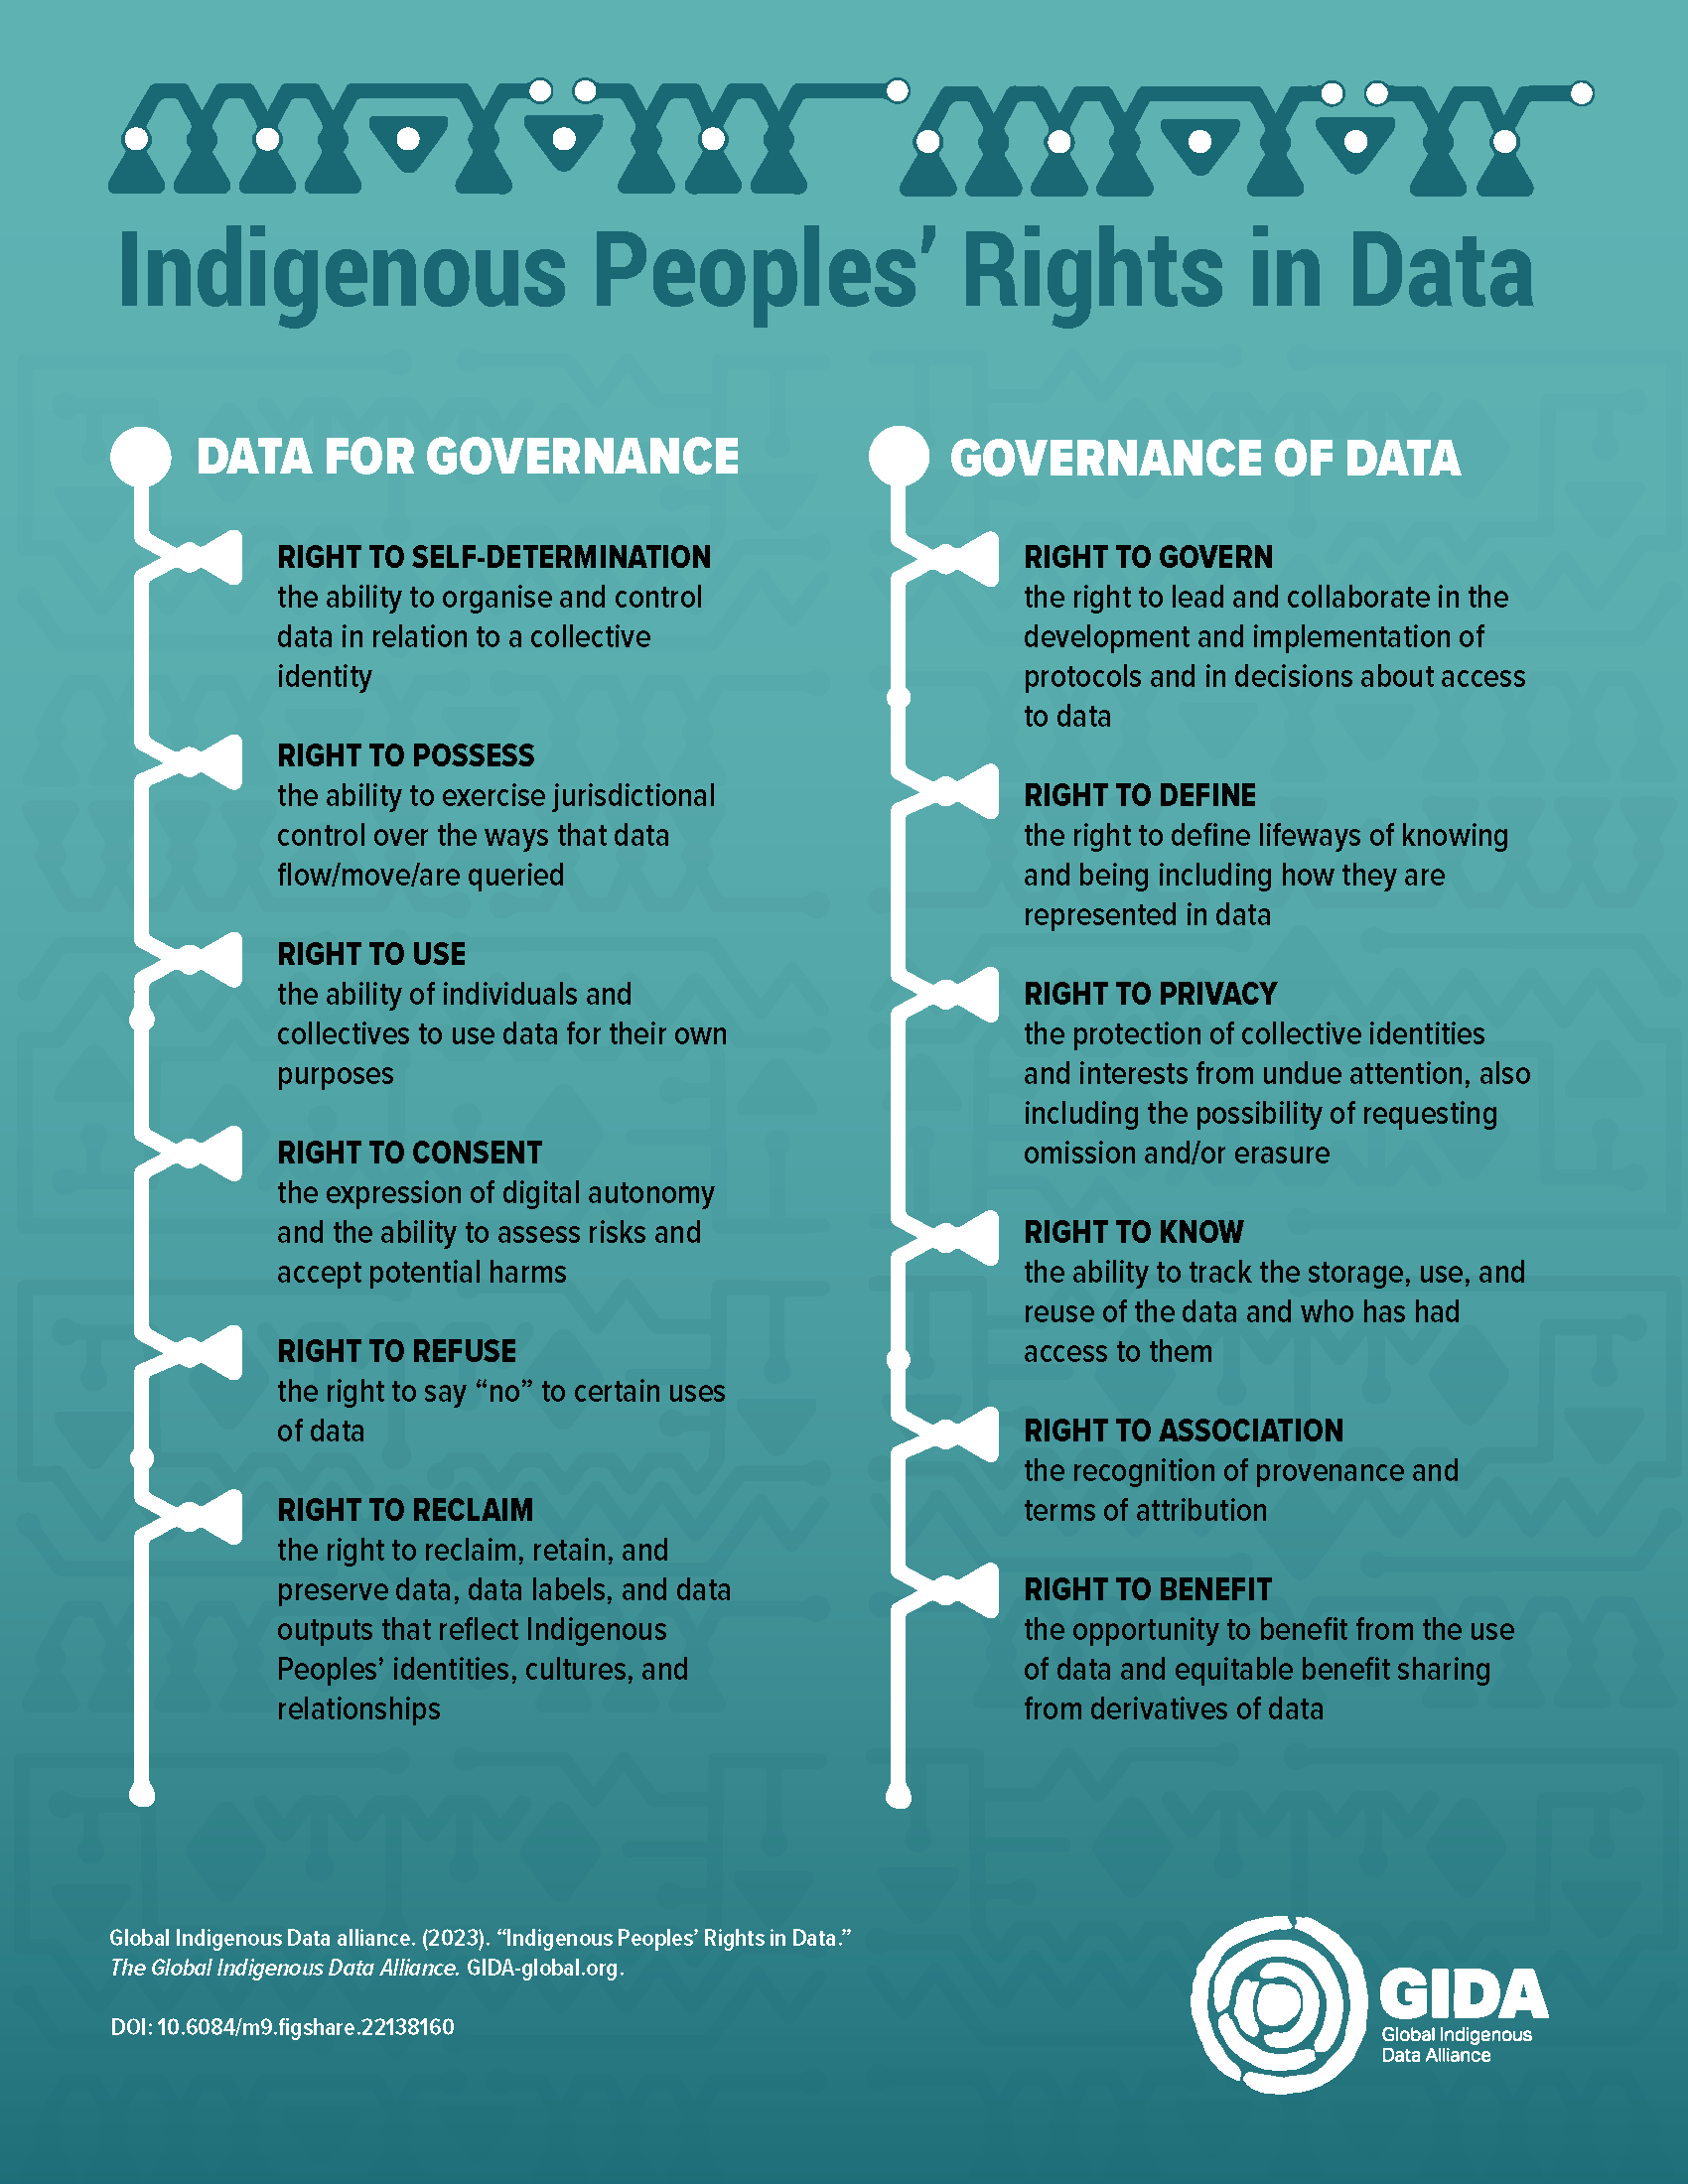 Indigenous Peoples’ Rights in Data
DATA FOR GOVERNANCE
RIGHT TO SELF-DETERMINATION
the ability to organise and control
data in relation to a collective
identity
RIGHT TO POSSESS
the ability to exercise jurisdictional
control over the ways that data
flow/move/are queried
RIGHT TO USE
the ability of individuals and
collectives to use data for their own
purposes
RIGHT TO CONSENT
the expression of digital autonomy
and the ability to assess risks and
accept potential harms
RIGHT TO REFUSE
the right to say “no” to certain uses
of data
RIGHT TO RECLAIM
the right to reclaim, retain, and
preserve data, data labels, and data
outputs that reflect Indigenous
Peoples’ identities, cultures, and
relationships
GOVERNANCE OF DATA
RIGHT TO GOVERN
the right to lead and collaborate in the
development and implementation of
protocols and in decisions about access
to data
RIGHT TO DEFINE
the right to define lifeways of knowing
and being including how they are
represented in data
RIGHT TO PRIVACY
the protection of collective identities
and interests from undue attention, also
including the possibility of requesting
omission and/or erasure
RIGHT TO KNOW
the ability to track the storage, use, and
reuse of the data and who has had
access to them
RIGHT TO ASSOCIATION
the recognition of provenance and
terms of attribution
RIGHT TO BENEFIT
the opportunity to benefit from the use
of data and equitable benefit sharing
from derivatives of data
Global Indigenous Data alliance. (2023). “Indigenous Peoples’ Rights in Data.”
The Global Indigenous Data Alliance. GIDA-global.org.
DOI: 10.6084/m9.figshare.22138160
GIDA
Global Indigenous
Data Alliance